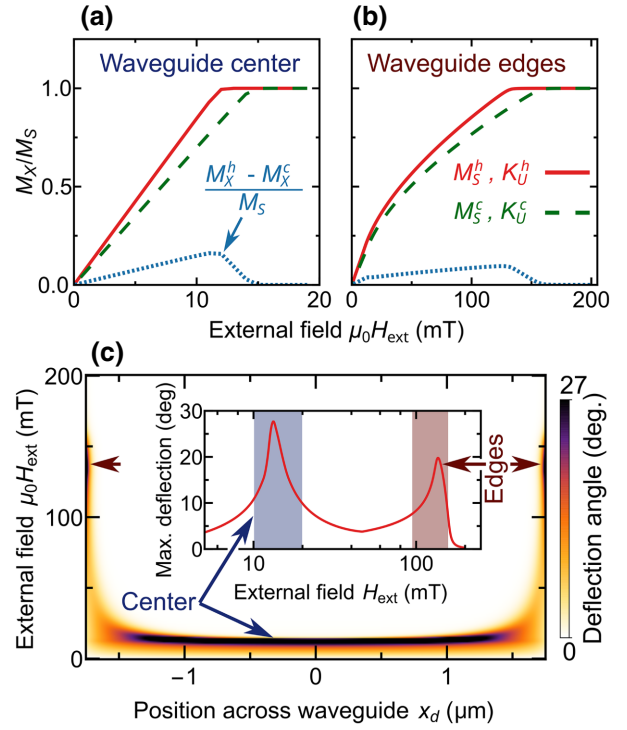 (a)
(b)
Waveguide center
Waveguide edges
M_X/M_S
1.0
0.5
0.0
M_X^h - M_X^c
M_S
M_S^h , K_U^h
M_S^c , K_U^c
0 10 20
0 100 200
External field μ₀H_ext (mT)
(c)
External field μ₀H_ext (mT)
200
100
0
Max. deflection (deg)
30
20
10
0
10 100
External field H_ext (mT)
Edges
Center
27
0
Deflection angle (deg.)
−1 0 1
Position across waveguide x_d (μm)